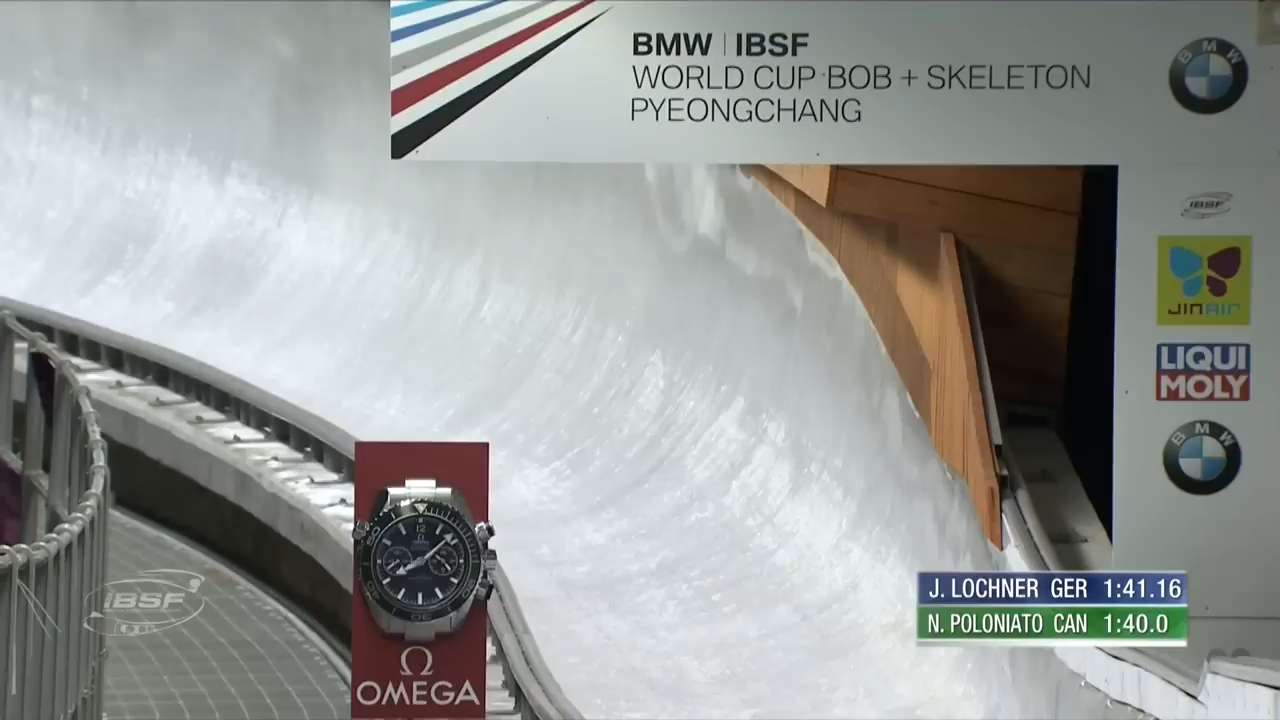 BMW | IBSF
WORLD CUP BOB + SKELETON
PYEONGCHANG
BMW
IBSF
JINAIR
LIQUI
MOLY
BMW
J. LOCHNER GER 1:41.16
N. POLONIATO CAN 1:40.0
IBSF
12
Ω
OMEGA